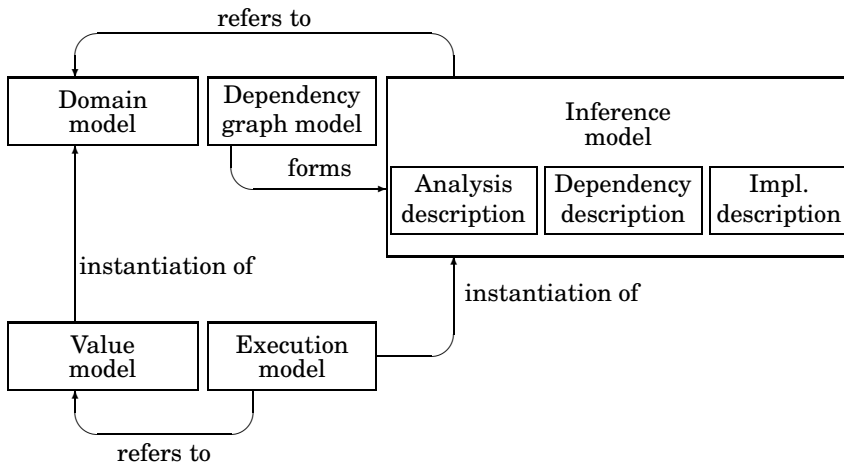 refers to
Domain
model
Dependency
graph model
Inference
model
forms
Analysis
description
Dependency
description
Impl.
description
instantiation of
instantiation of
Value
model
Execution
model
refers to